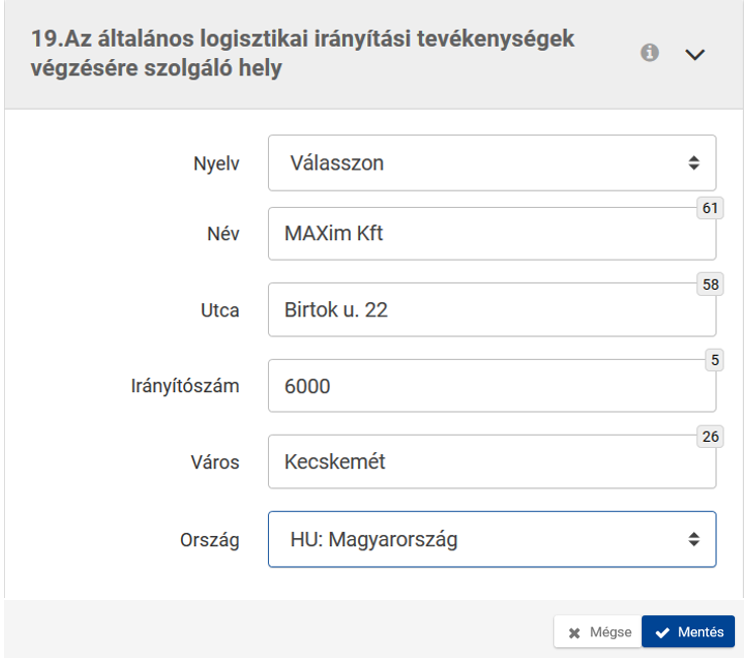 19.Az általános logisztikai irányítási tevékenységek
végzésére szolgáló hely
Nyelv Válasszon
61
Név MAXim Kft
58
Utca Birtok u. 22
5
Irányítószám 6000
26
Város Kecskemét
Ország HU: Magyarország
Mégse Mentés